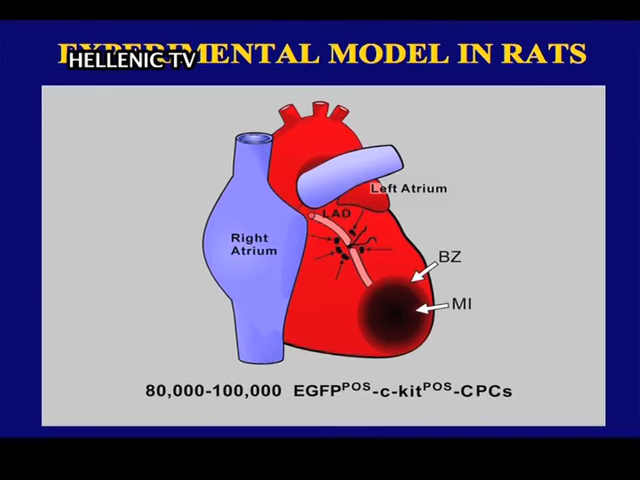 EXPERIMENTAL MODEL IN RATS
HELLENIC TV
Left Atrium
LAD
Right
Atrium
BZ
MI
80,000-100,000 EGFPPOS-c-kitPOS-CPCs